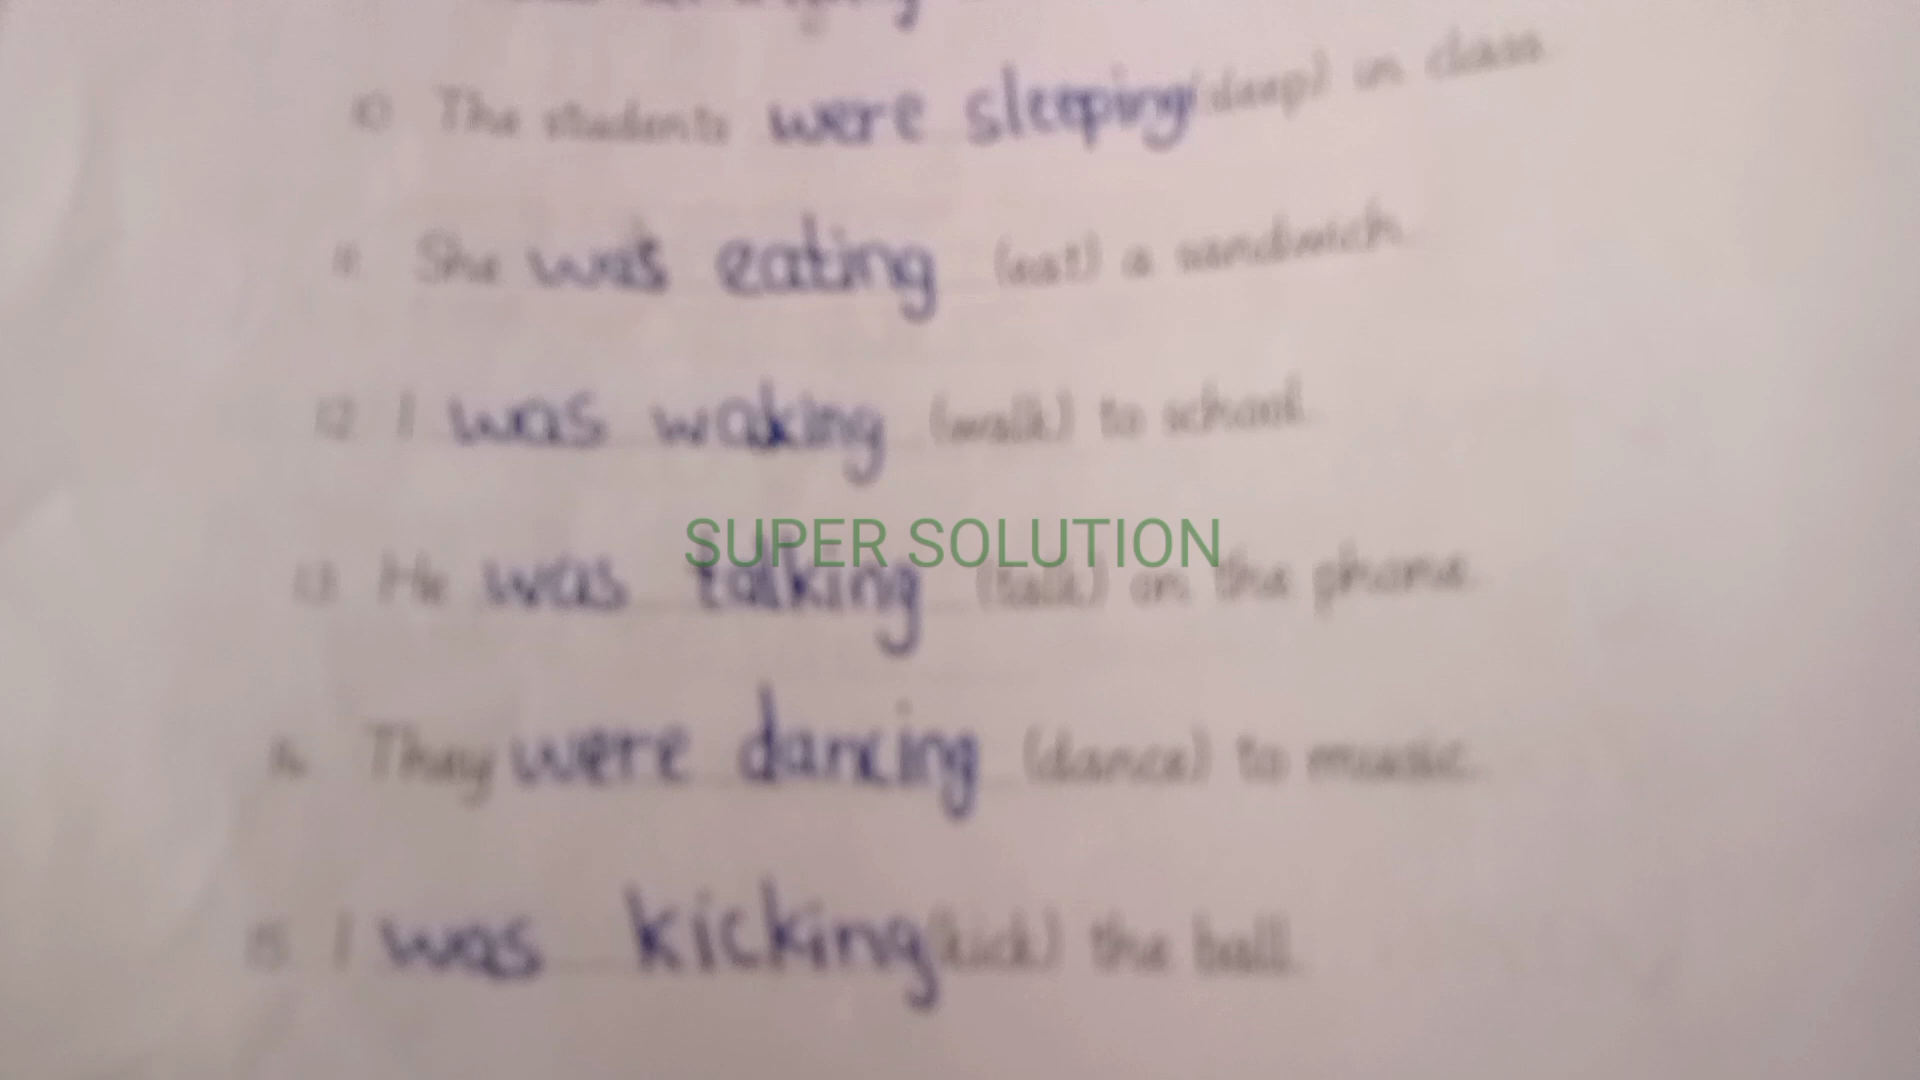 10 The students were sleeping (sleep) in class.
11 She was eating (eat) a sandwich.
12 I was waking (walk) to school.
SUPER SOLUTION
13 He was talking (talk) on the phone.
14 They were dancing (dance) to music.
15 I was kicking (kick) the ball.